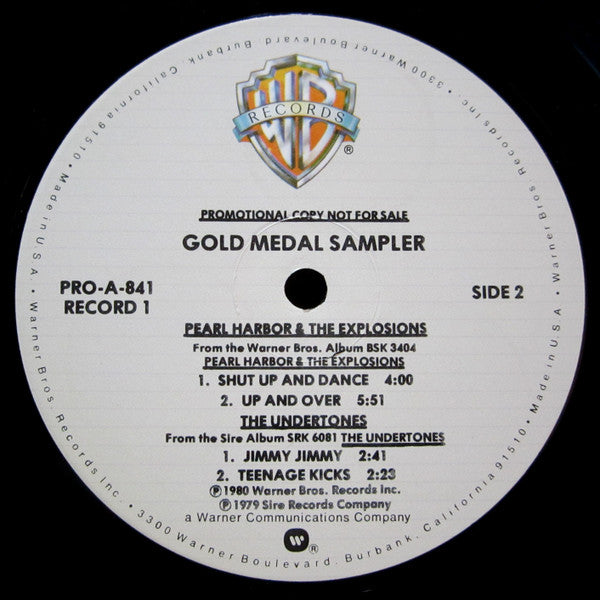 WB
RECORDS
®
PROMOTIONAL COPY NOT FOR SALE
GOLD MEDAL SAMPLER
PRO-A-841
RECORD 1
SIDE 2
PEARL HARBOR & THE EXPLOSIONS
From the Warner Bros. Album BSK 3404
PEARL HARBOR & THE EXPLOSIONS
1. SHUT UP AND DANCE 4:00
2. UP AND OVER 5:51
THE UNDERTONES
From the Sire Album SRK 6081 THE UNDERTONES
1. JIMMY JIMMY 2:41
2. TEENAGE KICKS 2:23
℗ 1980 Warner Bros. Records Inc.
℗ 1979 Sire Records Company
a Warner Communications Company
®
Warner Bros. Records Inc. • 3300 Warner Boulevard, Burbank, California 91510 • Made in U.S.A. • Warner Bros. Records Inc. • 3300 Warner Boulevard, Burbank, California 91510 • Made in U.S.A. •